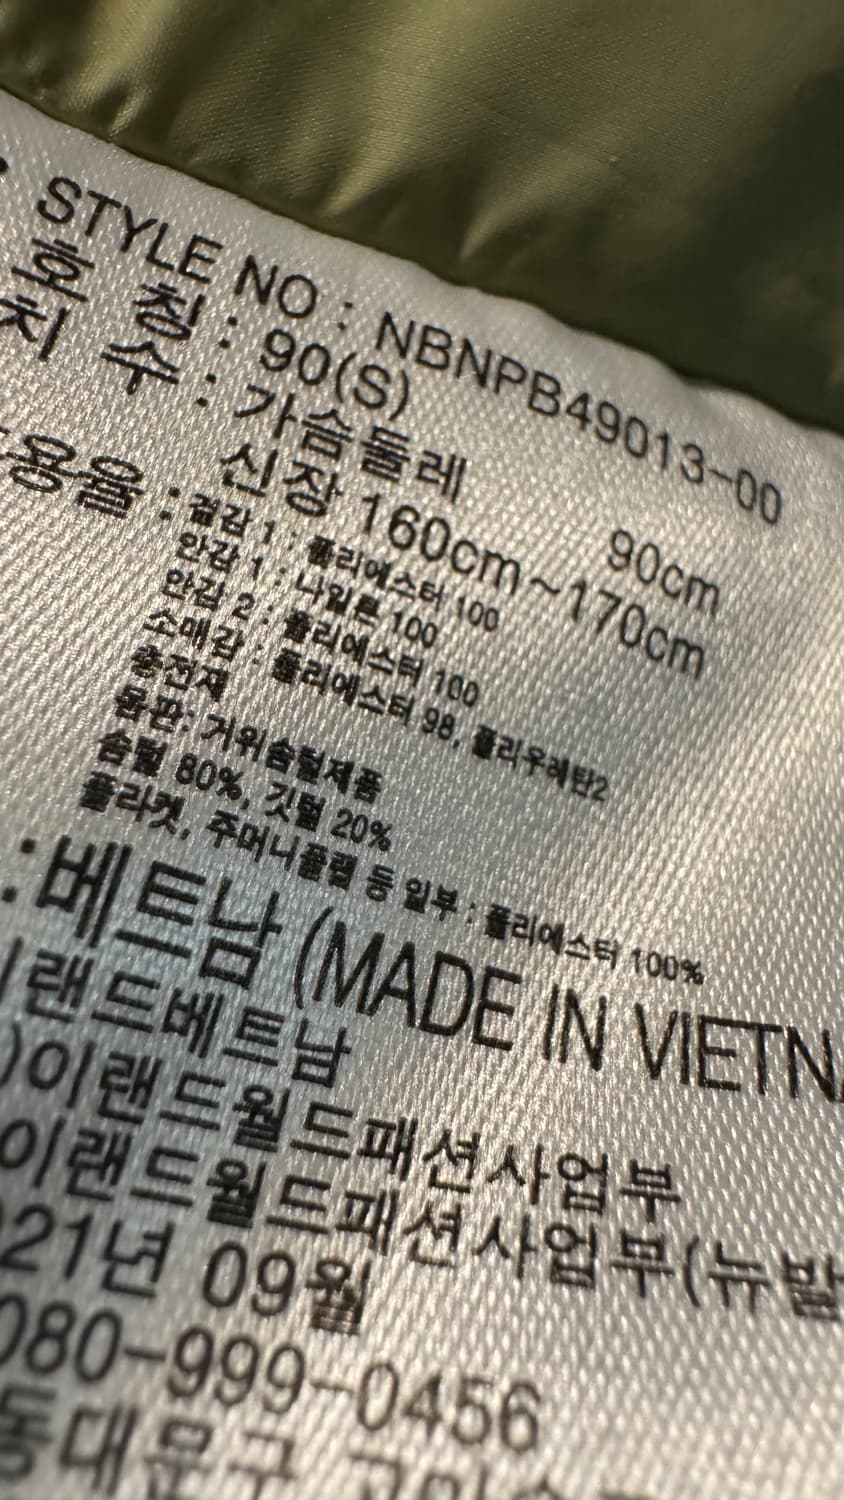 STYLE NO : NBNPB49013-00
호 칭 : 90(S)
치 수 : 가슴둘레 90cm
신장 160cm~170cm
용율 : 겉감 1 : 폴리에스터 100
안감 1 : 나일론 100
안감 2 : 폴리에스터 100
소매감 : 폴리에스터 98, 폴리우레탄2
충전재
몸판: 거위솜털제품
솜털 80%, 깃털 20%
플라켓, 주머니플랩 등 일부 : 폴리에스터 100%
: 베트남 (MADE IN VIETNA
이랜드베트남
)이랜드월드패션사업부
이랜드월드패션사업부(뉴발
21년 09월
080-999-0456
동대문구